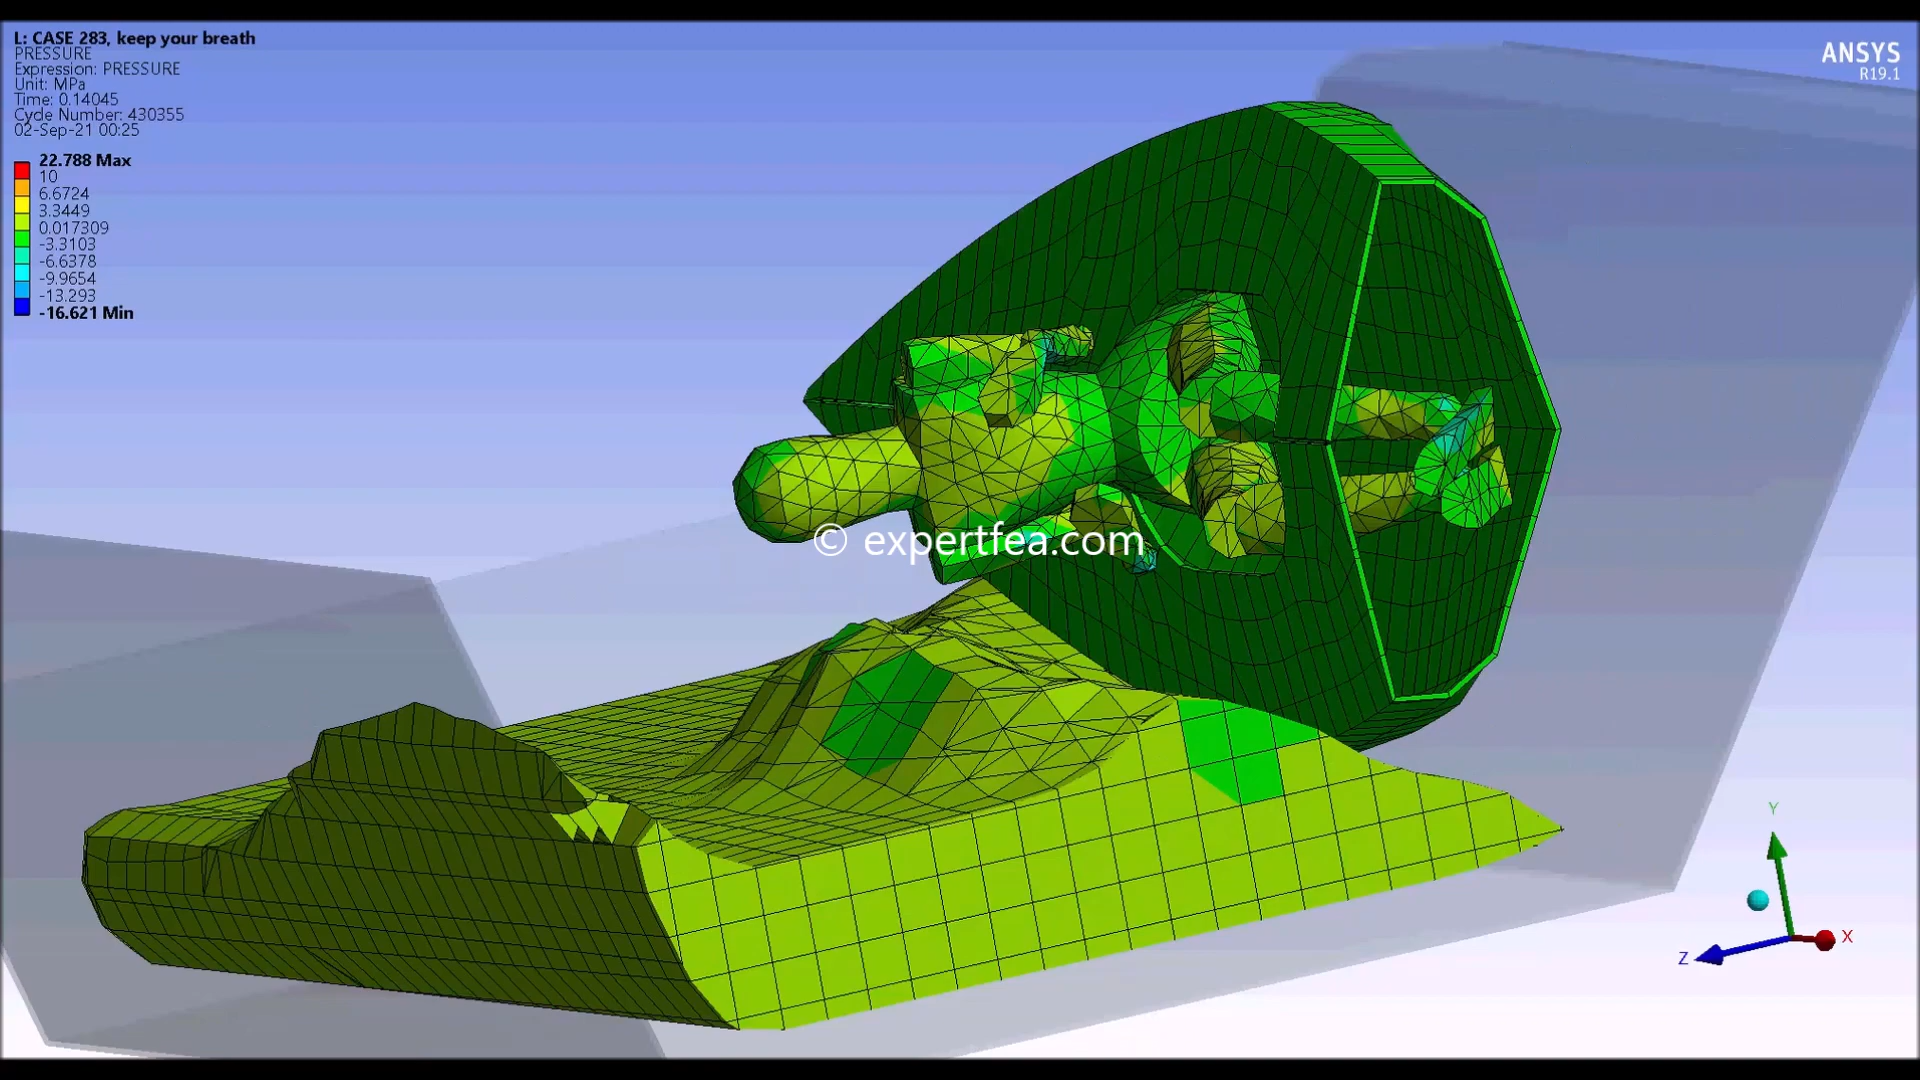 L: CASE 283, keep your breath
PRESSURE
Expression: PRESSURE
Unit: MPa
Time: 0.14045
Cycle Number: 430355
02-Sep-21 00:25
22.788 Max
10
6.6724
3.3449
0.017309
-3.3103
-6.6378
-9.9654
-13.293
-16.621 Min
ANSYS
R19.1
© expertfea.com
Y
X
Z